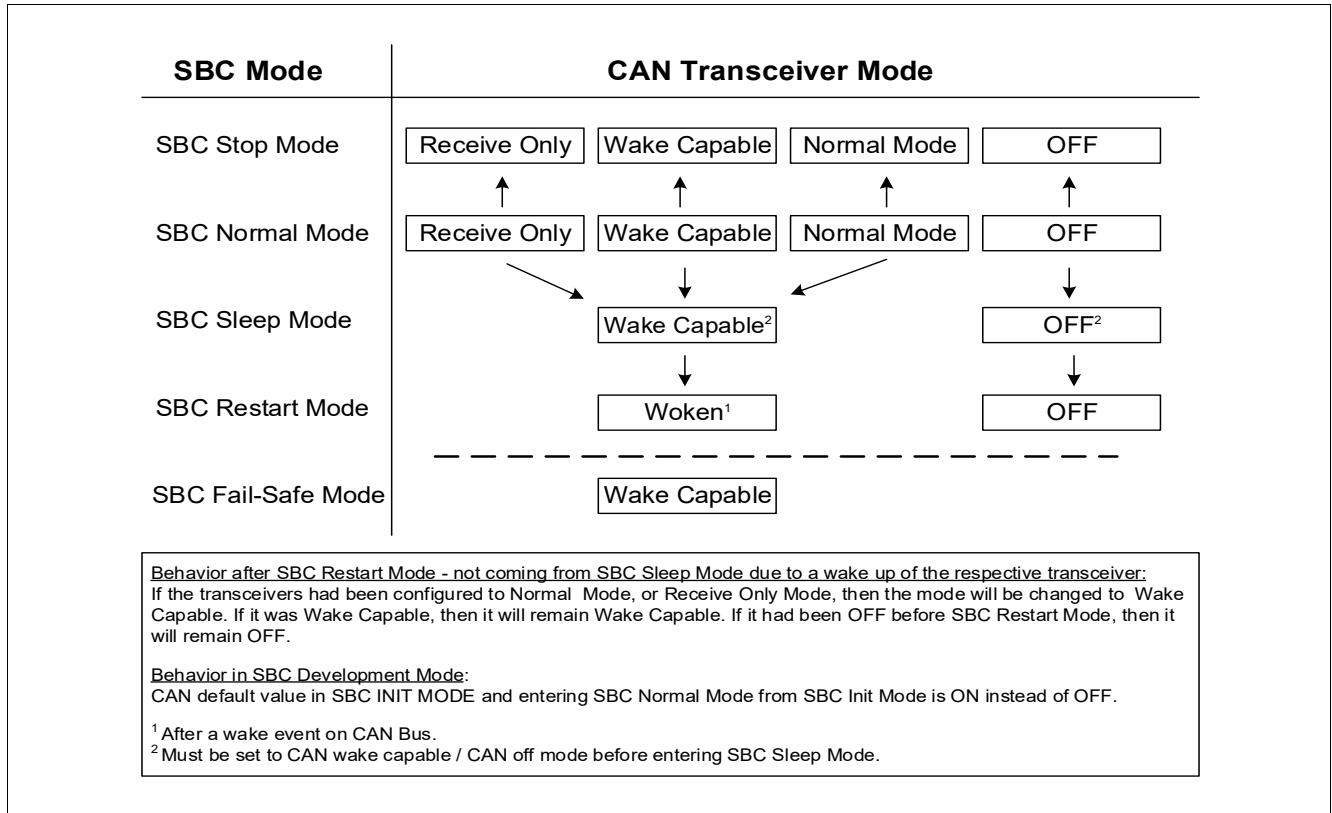 SBC Mode CAN Transceiver Mode
SBC Stop Mode Receive Only Wake Capable Normal Mode OFF
SBC Normal Mode Receive Only Wake Capable Normal Mode OFF
SBC Sleep Mode Wake Capable² OFF²
SBC Restart Mode Woken¹ OFF
SBC Fail-Safe Mode Wake Capable
Behavior after SBC Restart Mode - not coming from SBC Sleep Mode due to a wake up of the respective transceiver:
If the transceivers had been configured to Normal Mode, or Receive Only Mode, then the mode will be changed to Wake
Capable. If it was Wake Capable, then it will remain Wake Capable. If it had been OFF before SBC Restart Mode, then it
will remain OFF.
Behavior in SBC Development Mode:
CAN default value in SBC INIT MODE and entering SBC Normal Mode from SBC Init Mode is ON instead of OFF.
¹ After a wake event on CAN Bus.
² Must be set to CAN wake capable / CAN off mode before entering SBC Sleep Mode.